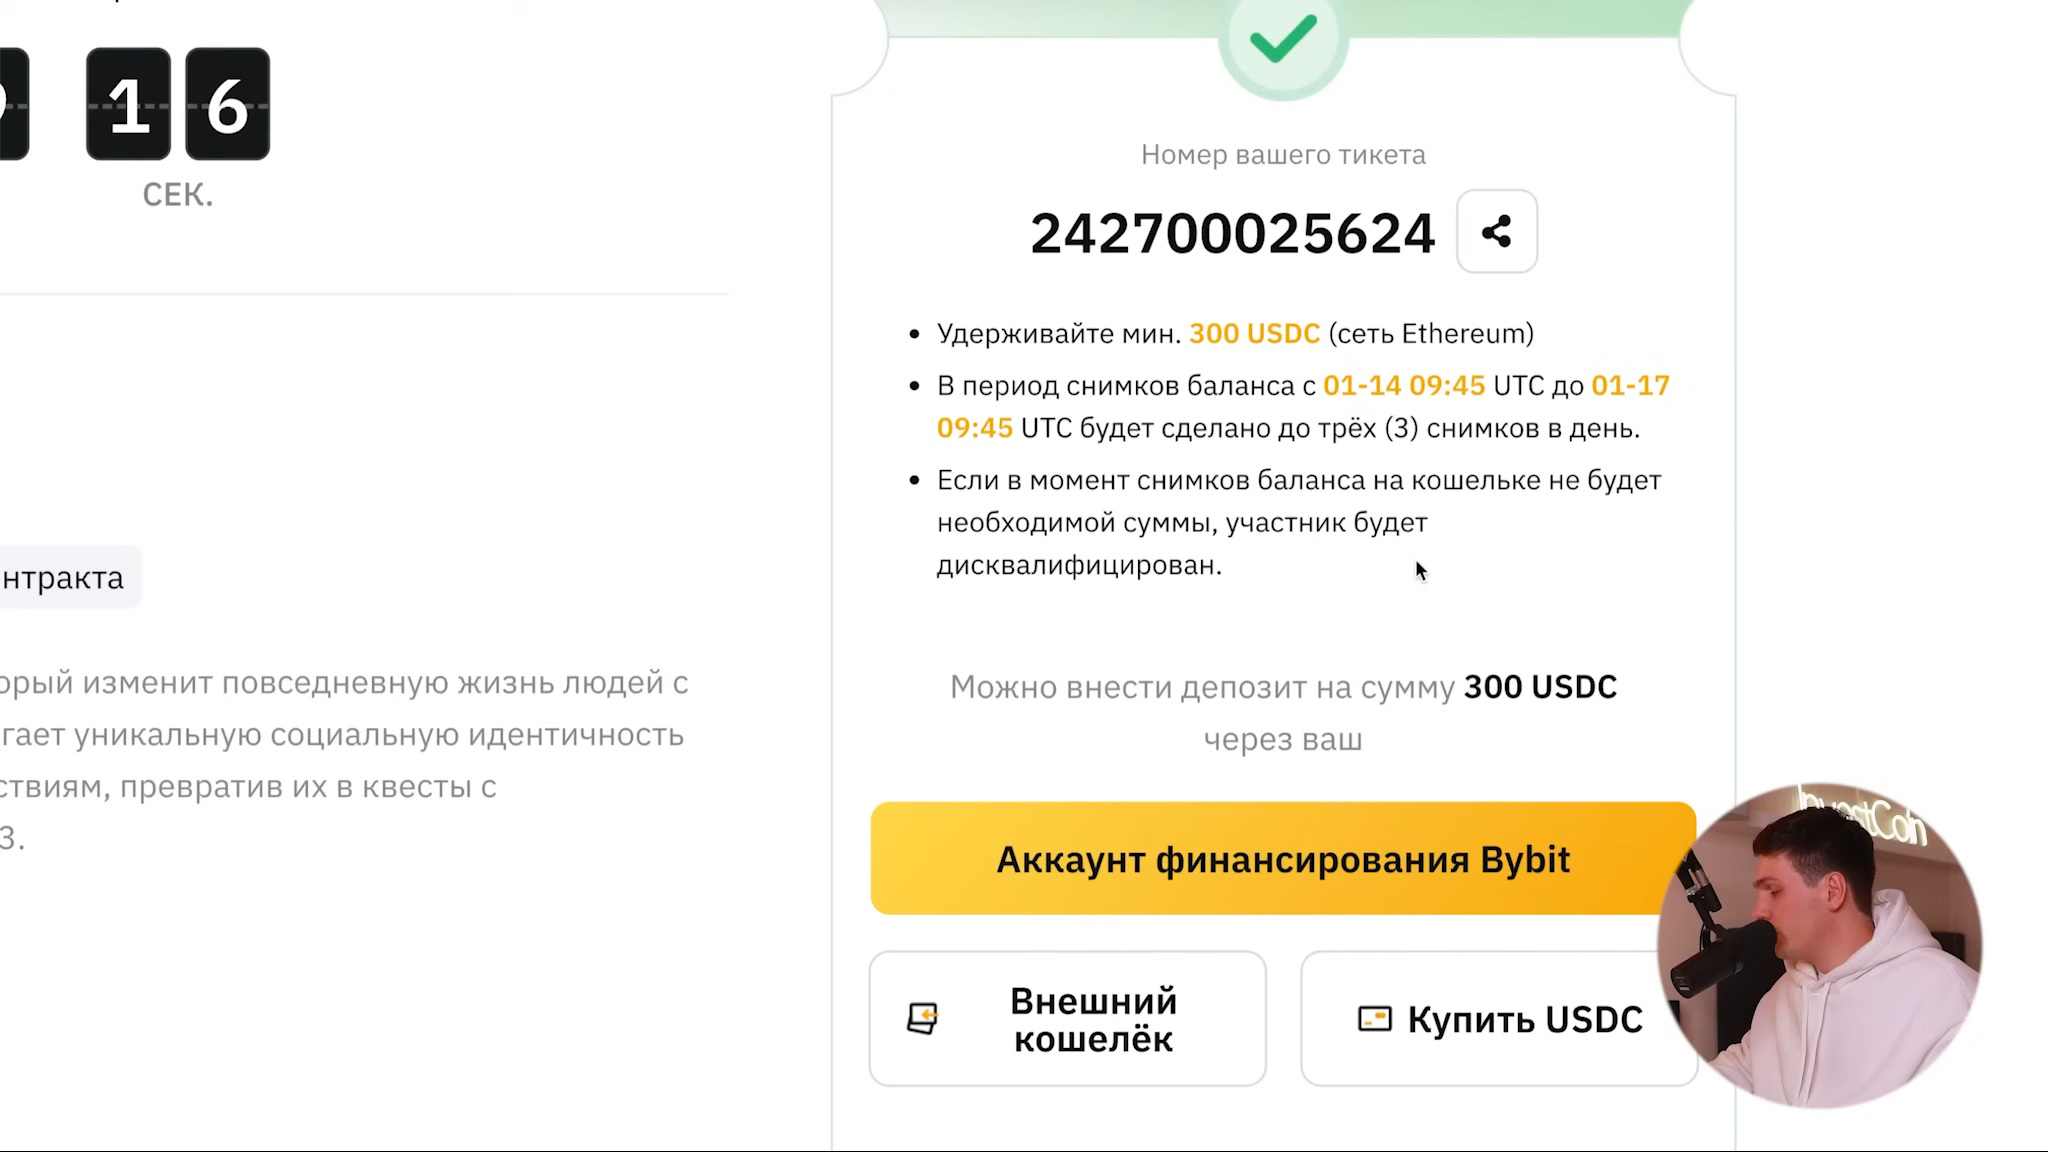 16
СЕК.
нтракта
орый изменит повседневную жизнь людей с
гает уникальную социальную идентичность
ствиям, превратив их в квесты с
3.
Номер вашего тикета
242700025624
• Удерживайте мин. 300 USDC (сеть Ethereum)
• В период снимков баланса с 01-14 09:45 UTC до 01-17
09:45 UTC будет сделано до трёх (3) снимков в день.
• Если в момент снимков баланса на кошельке не будет
необходимой суммы, участник будет
дисквалифицирован.
Можно внести депозит на сумму 300 USDC
через ваш
Аккаунт финансирования Bybit
Внешний
кошелёк
Купить USDC
InvestCoin